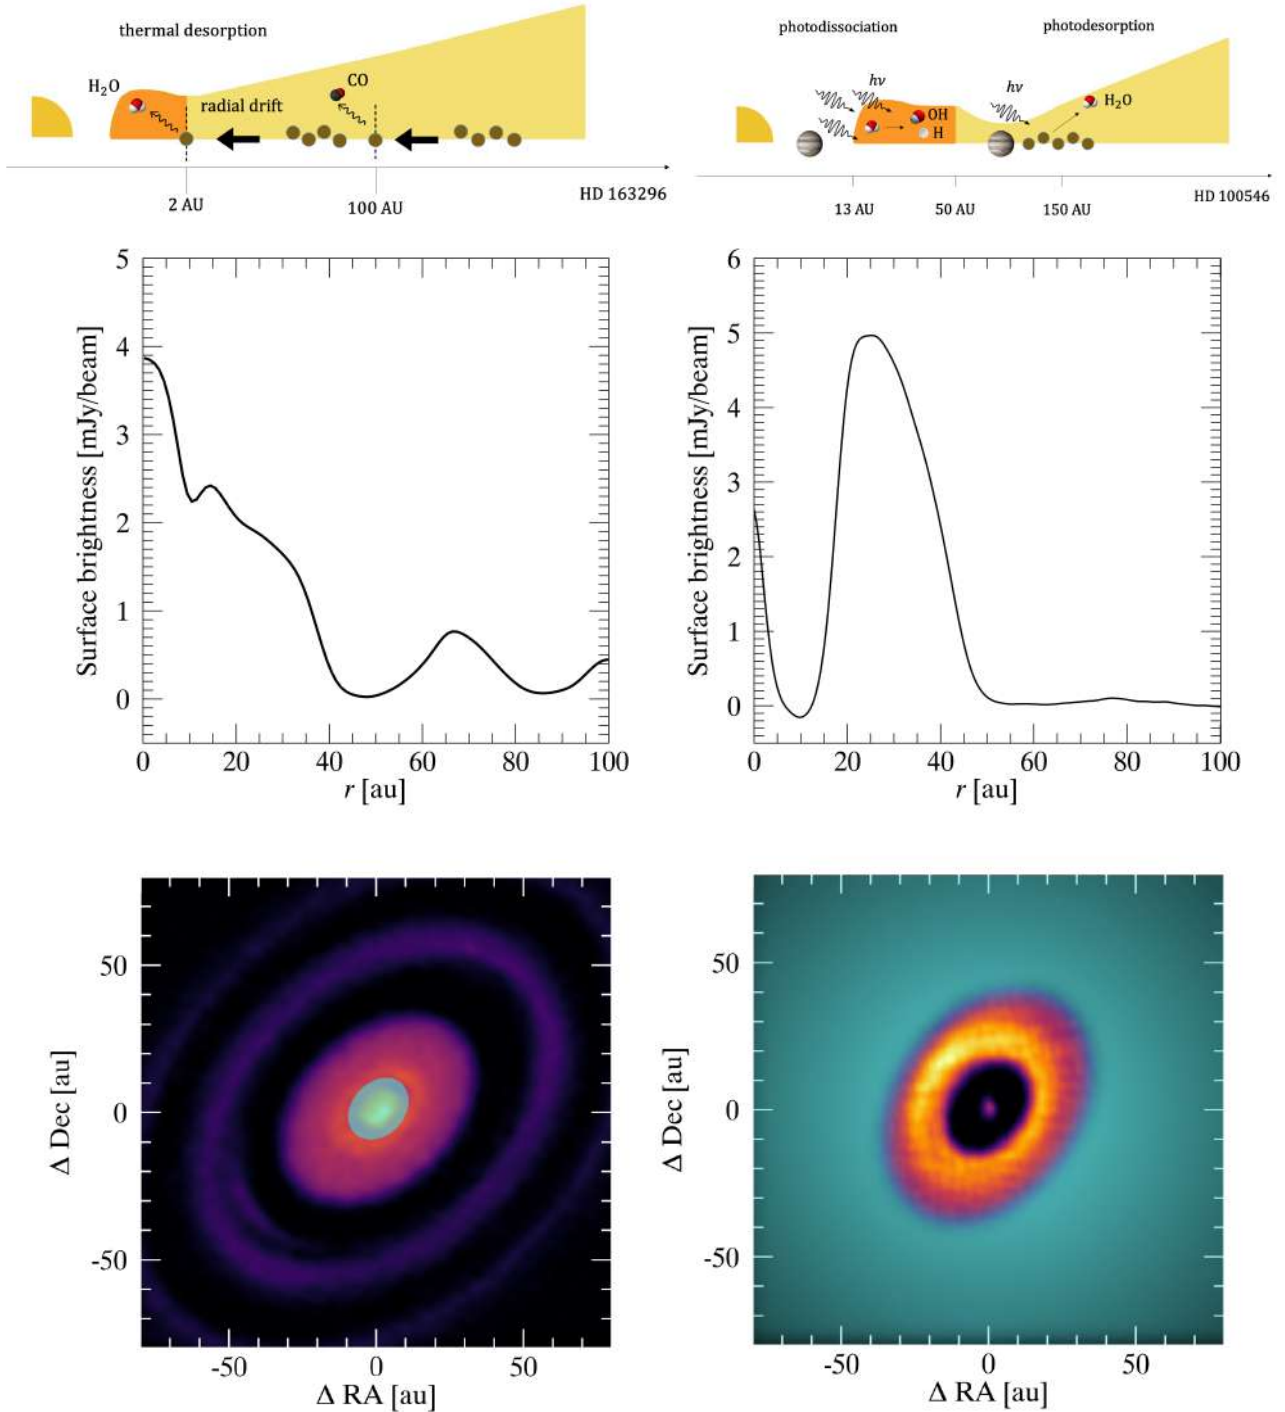 thermal desorption
H₂O
CO
radial drift
2 AU
100 AU
HD 163296
photodissociation
photodesorption
hν
hν
OH
H
H₂O
13 AU
50 AU
150 AU
HD 100546
5
4
3
2
1
0
Surface brightness [mJy/beam]
0 20 40 60 80 100
r [au]
6
5
4
3
2
1
0
Surface brightness [mJy/beam]
0 20 40 60 80 100
r [au]
50
0
-50
Δ Dec [au]
-50 0 50
Δ RA [au]
50
0
-50
Δ Dec [au]
-50 0 50
Δ RA [au]